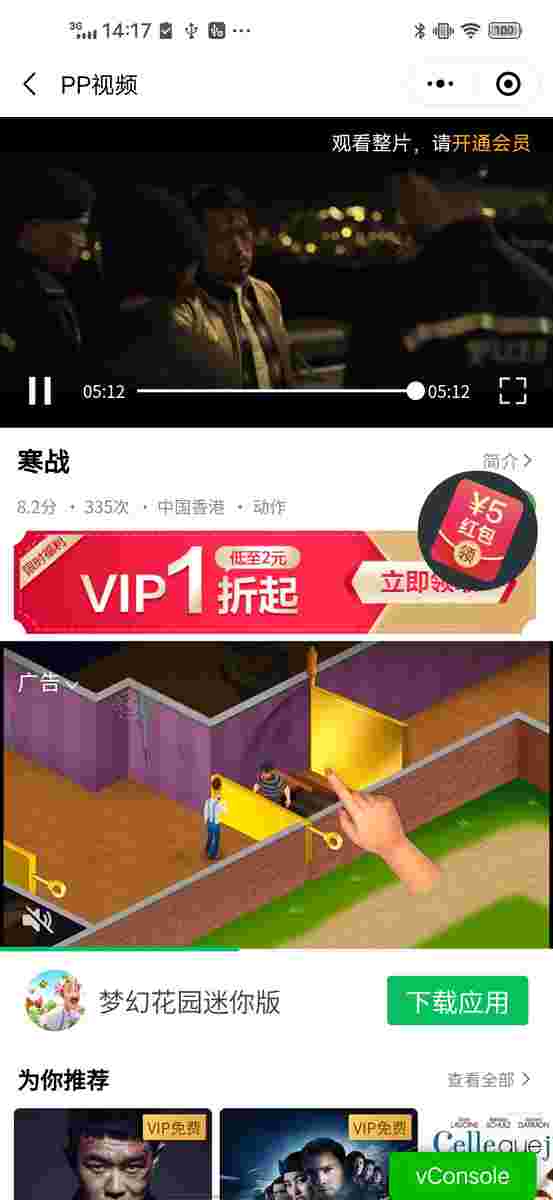 3G 14:17 100
PP视频
观看整片，请开通会员
05:12 05:12
寒战 简介
8.2分 · 335次 · 中国香港 · 动作
¥5
红包
领
限时福利
VIP1折起
低至2元
立即领
广告
梦幻花园迷你版
下载应用
为你推荐 查看全部
VIP免费 VIP免费
vConsole